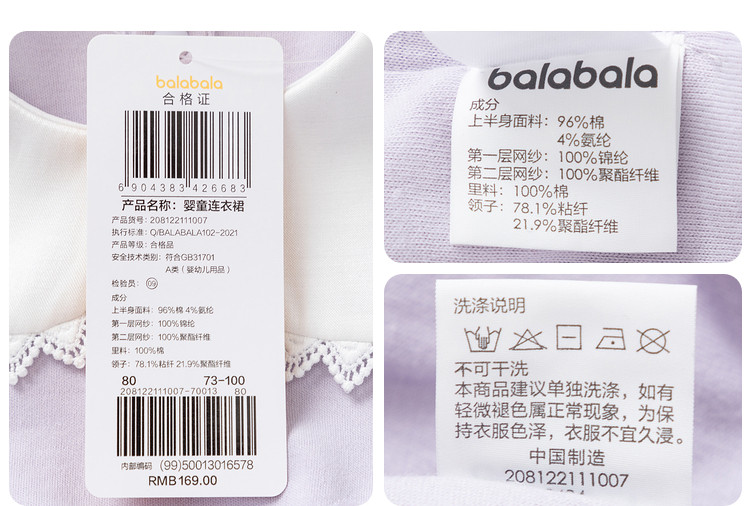 balabala
合格证
6 904383 426682
产品名称：婴童连衣裙
产品货号：208122111007
执行标准：Q/BALABALA102-2021
产品等级：合格品
安全技术类别：符合GB31701
A类（婴幼儿用品）
检验员 09
成分
上半身面料：96%棉 4%氨纶
第一层网纱：100%锦纶
第二层网纱：100%聚酯纤维
里料：100%棉
领子：78.1%粘纤 21.9%聚酯纤维
80 73-100
208122111007-70013 80
内部编码 (99)50013016578
RMB169.00
balabala
成分
上半身面料：96%棉
4%氨纶
第一层网纱：100%锦纶
第二层网纱：100%聚酯纤维
里料：100%棉
领子：78.1%粘纤
21.9%聚酯纤维
洗涤说明
不可干洗
本商品建议单独洗涤，如有
轻微褪色属正常现象，为保
持衣服色泽，衣服不宜久浸。
中国制造
208122111007